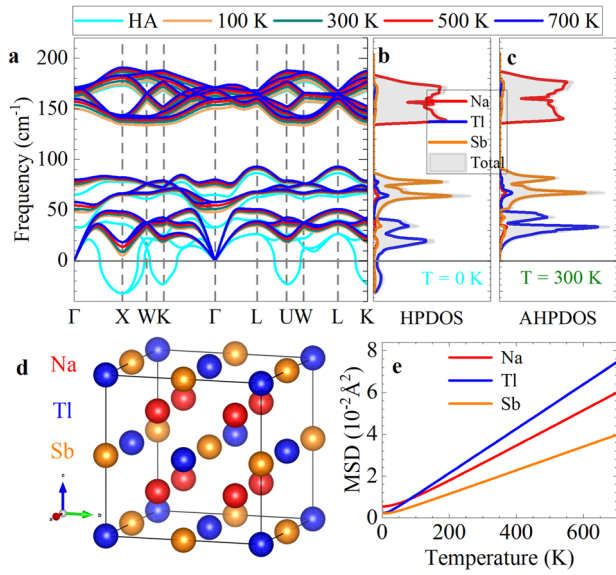 HA 100 K 300 K 500 K 700 K
a
b
c
Frequency (cm⁻¹)
200
150
100
50
0
Na
Tl
Sb
Total
T = 0 K
T = 300 K
Γ X W K Γ L U W L K
HPDOS
AHPDOS
d
Na
Tl
Sb
c
a
b
e
MSD (10⁻²Å²)
8
6
4
2
0
Na
Tl
Sb
0 200 400 600
Temperature (K)